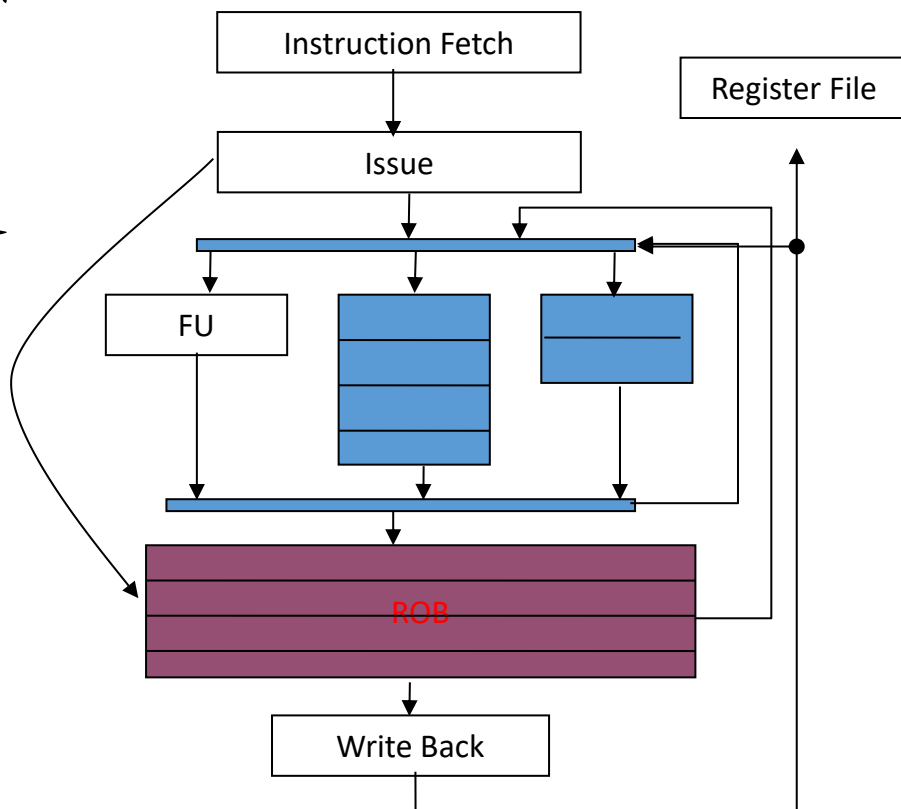 Instruction Fetch
Register File
Issue
FU
ROB
Write Back